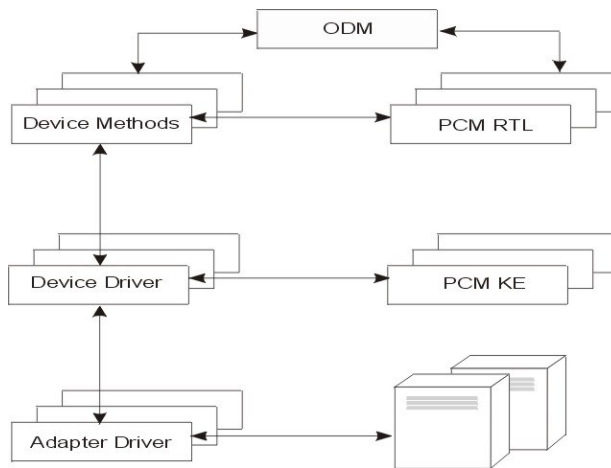 ODM
Device Methods
PCM RTL
Device Driver
PCM KE
Adapter Driver